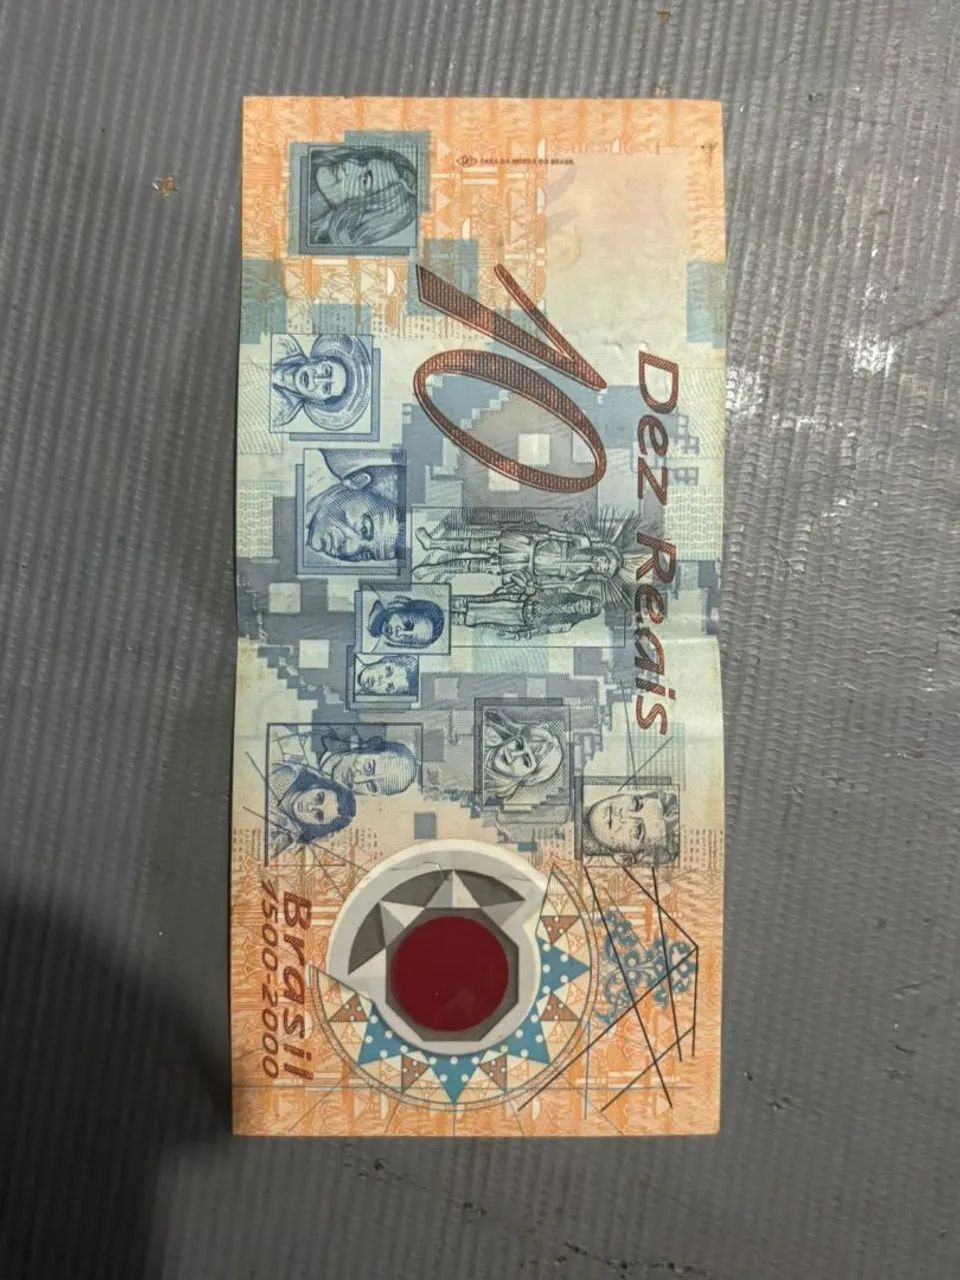 CASA DA MOEDA DO BRASIL
10
Dez Reais
Brasil
1500-2000